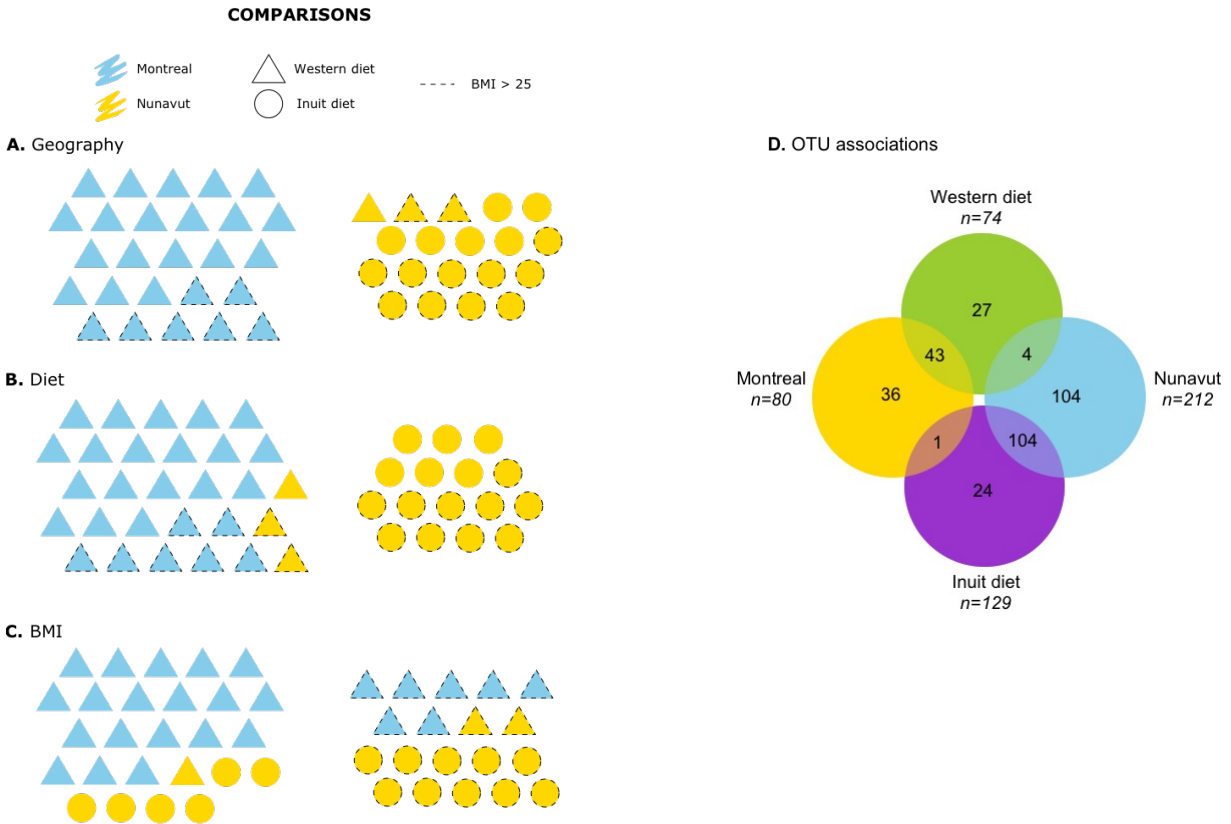 COMPARISONS
Montreal
Western diet
BMI > 25
Nunavut
Inuit diet
A. Geography
B. Diet
C. BMI
D. OTU associations
Western diet
n=74
27
43
4
Montreal
n=80
36
104
Nunavut
n=212
1
104
24
Inuit diet
n=129